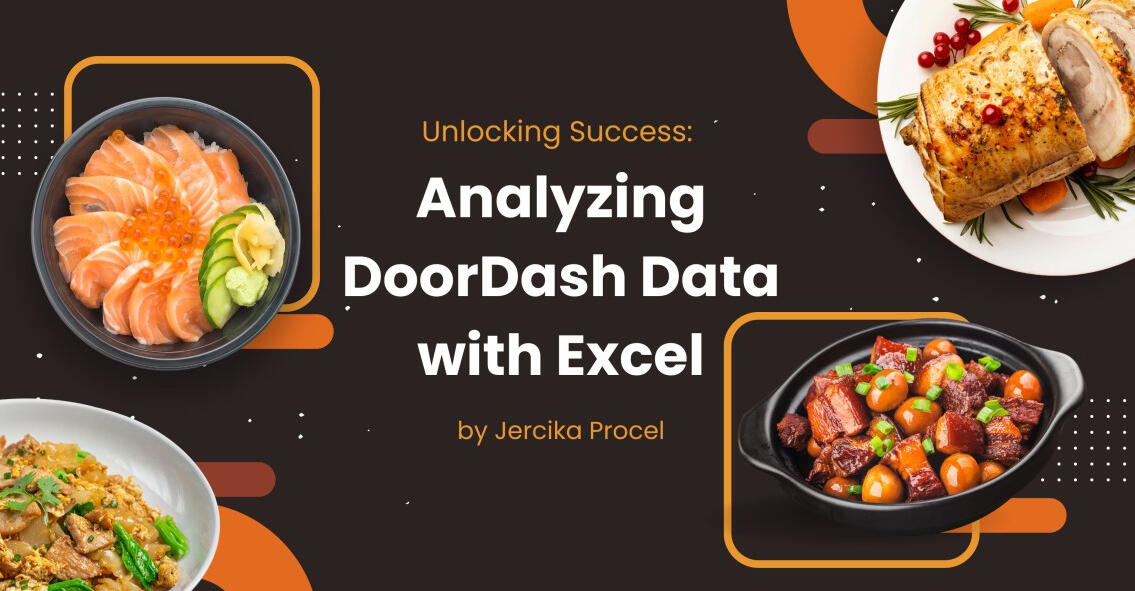 Unlocking Success:
Analyzing
DoorDash Data
with Excel
by Jercika Procel